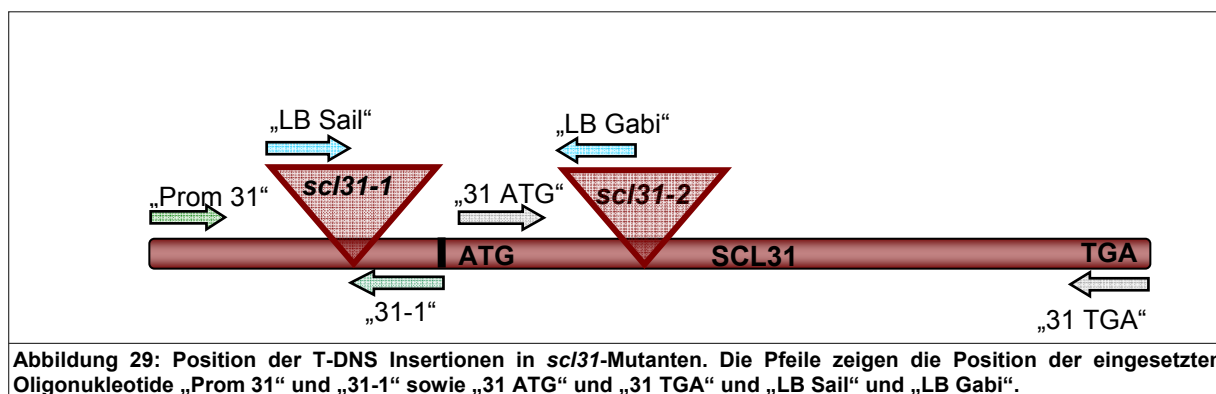 „LB Sail“
„LB Gabi“
„Prom 31“
scl31-1
„31 ATG“
scl31-2
ATG
SCL31
TGA
„31-1“
„31 TGA“
Abbildung 29: Position der T-DNS Insertionen in scl31-Mutanten. Die Pfeile zeigen die Position der eingesetzten
Oligonukleotide „Prom 31“ und „31-1“ sowie „31 ATG“ und „31 TGA“ und „LB Sail“ und „LB Gabi“.